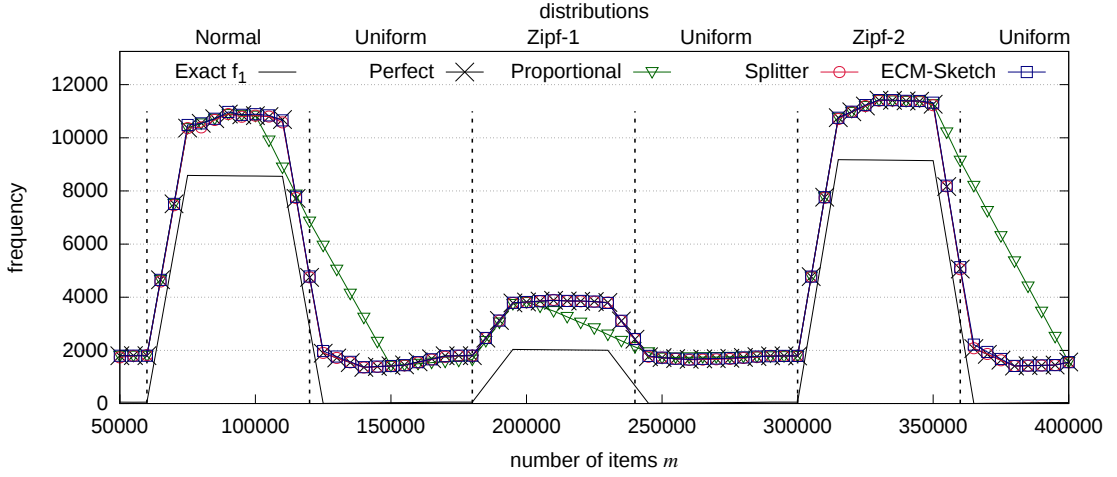 distributions
Normal Uniform Zipf-1 Uniform Zipf-2 Uniform
Exact f1 Perfect Proportional Splitter ECM-Sketch
12000
10000
8000
6000
4000
2000
0
frequency
50000 100000 150000 200000 250000 300000 350000 400000
number of items m